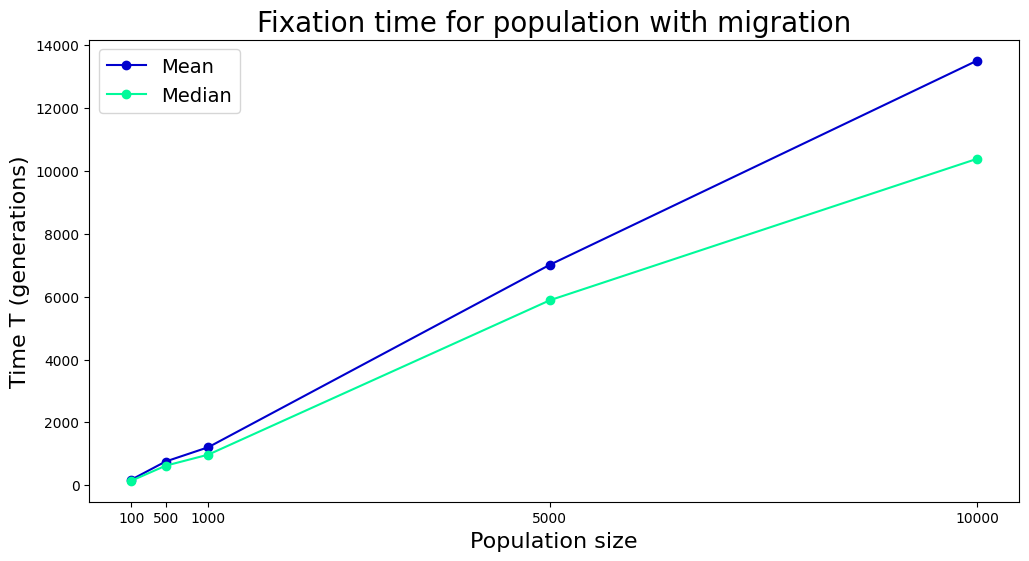 Fixation time for population with migration
Mean
Median
Time T (generations)
14000
12000
10000
8000
6000
4000
2000
0
100 500 1000 5000 10000
Population size